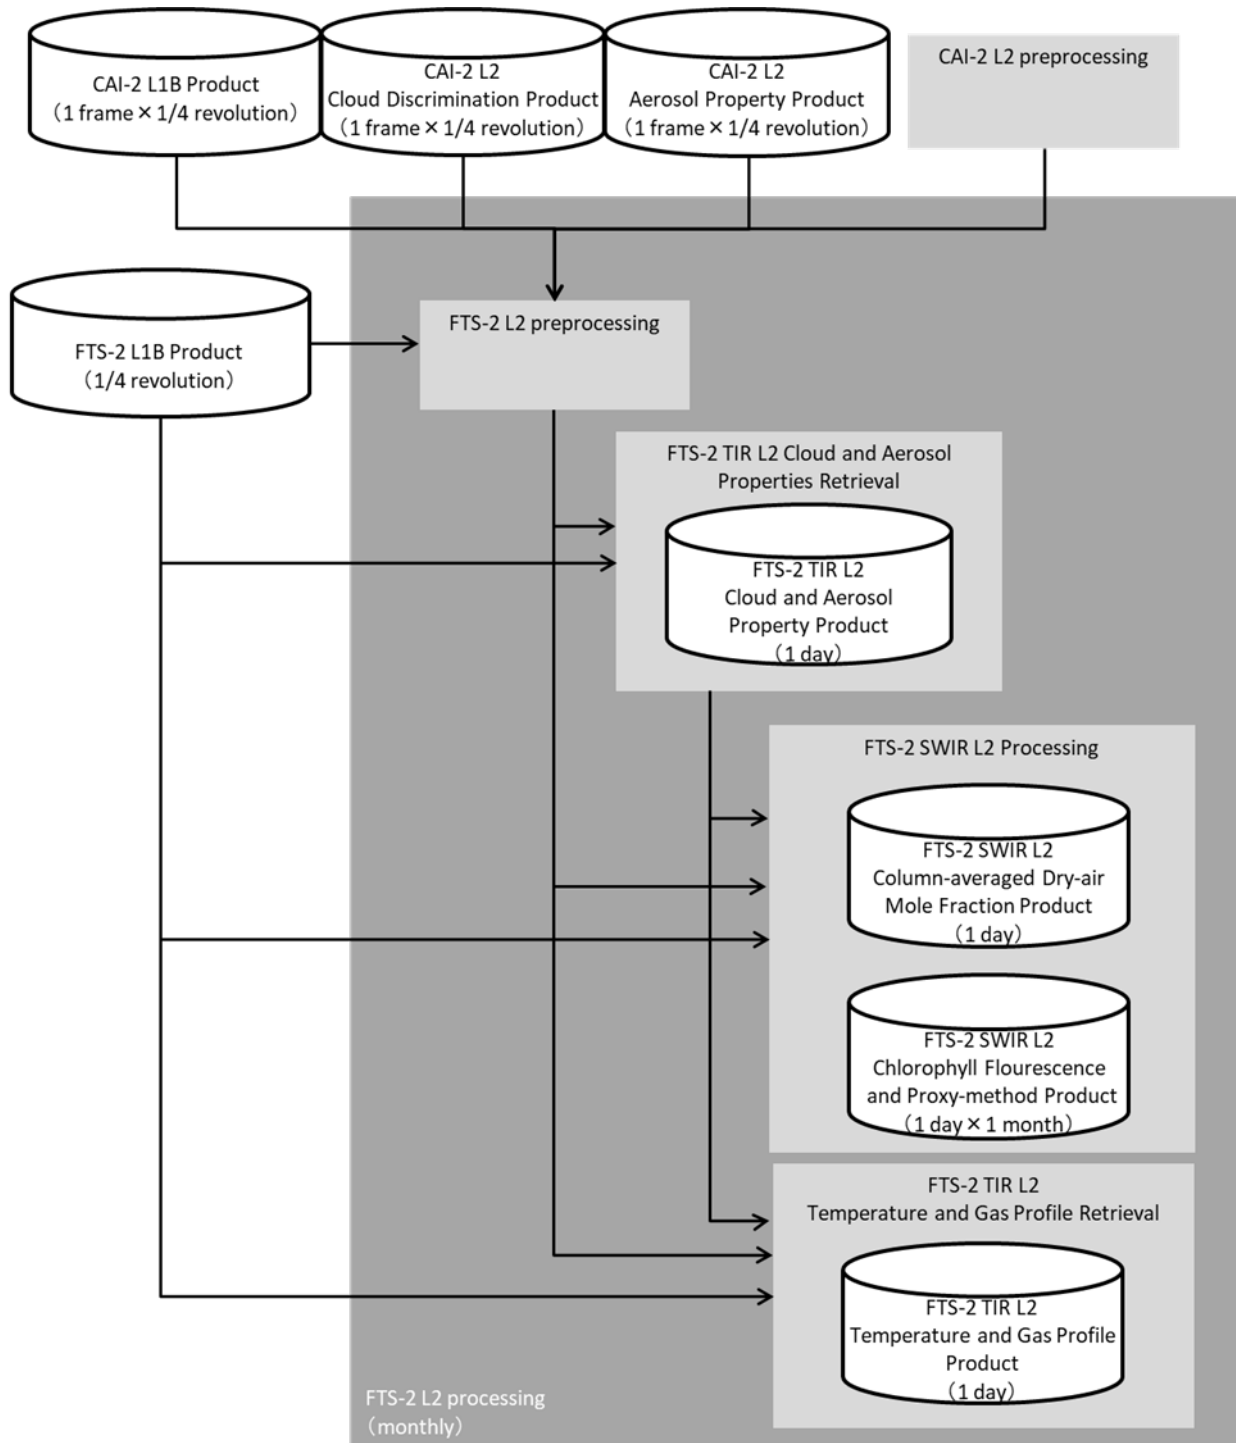 CAI-2 L1B Product
（1 frame × 1/4 revolution）
CAI-2 L2
Cloud Discrimination Product
（1 frame × 1/4 revolution）
CAI-2 L2
Aerosol Property Product
（1 frame × 1/4 revolution）
CAI-2 L2 preprocessing
FTS-2 L1B Product
（1/4 revolution）
FTS-2 L2 preprocessing
FTS-2 TIR L2 Cloud and Aerosol
Properties Retrieval
FTS-2 TIR L2
Cloud and Aerosol
Property Product
（1 day）
FTS-2 SWIR L2 Processing
FTS-2 SWIR L2
Column-averaged Dry-air
Mole Fraction Product
（1 day）
FTS-2 SWIR L2
Chlorophyll Flourescence
and Proxy-method Product
（1 day × 1 month）
FTS-2 TIR L2
Temperature and Gas Profile Retrieval
FTS-2 TIR L2
Temperature and Gas Profile
Product
（1 day）
FTS-2 L2 processing
（monthly）